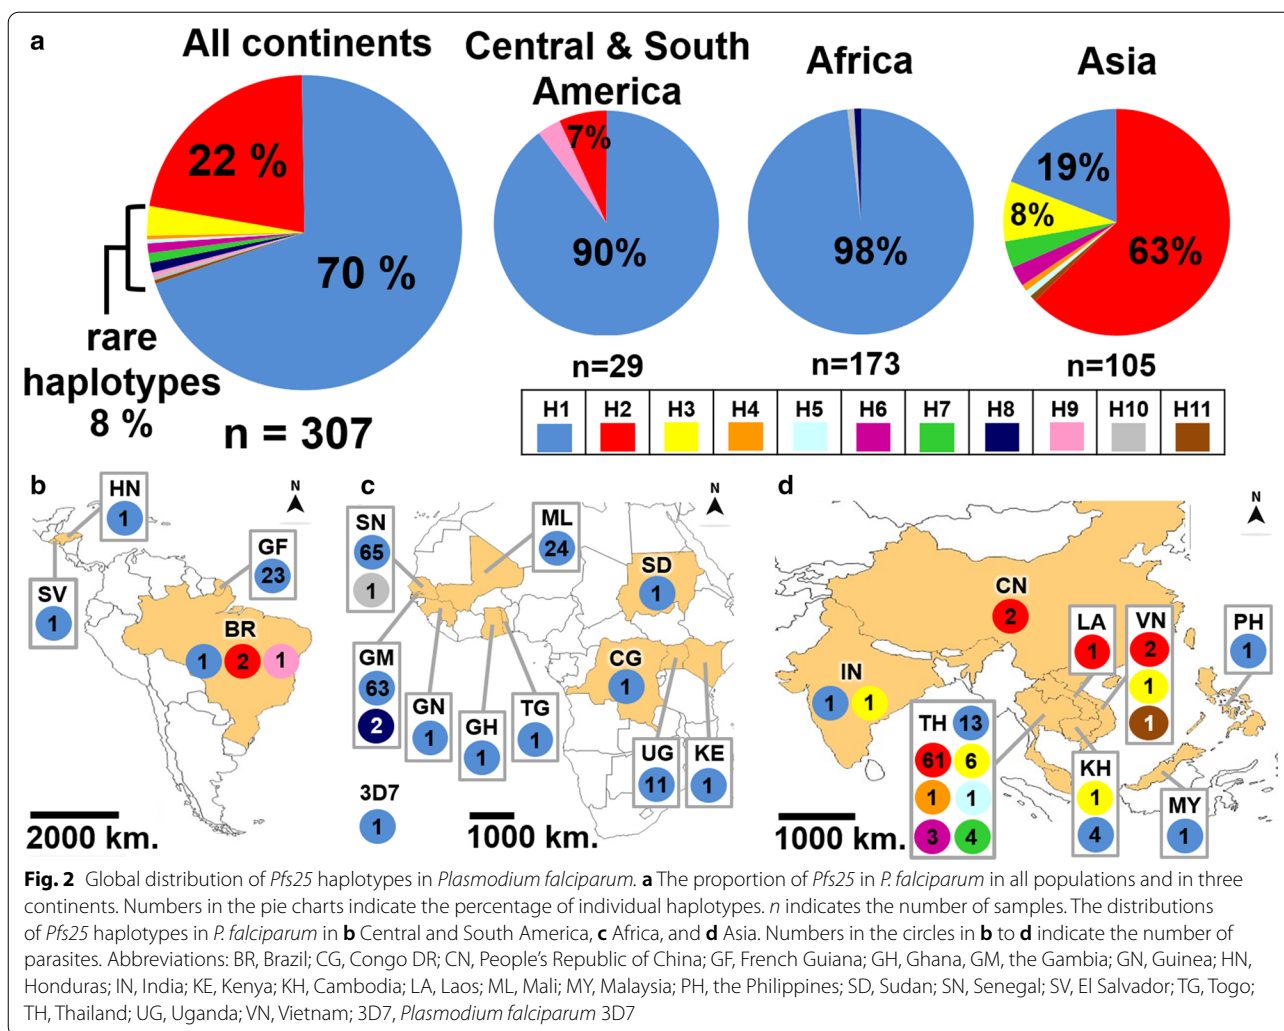 a
All continents
22 %
70 %
rare
haplotypes
8 %
n = 307
Central & South
America
7%
90%
n=29
Africa
98%
n=173
Asia
19%
8%
63%
n=105
H1 H2 H3 H4 H5 H6 H7 H8 H9 H10 H11
b
N
HN
1
SV
1
GF
23
BR
1 2 1
2000 km.
c
N
SN
65
1
ML
24
SD
1
GM
63
2
GN
1
GH
1
TG
1
CG
1
UG
11
KE
1
3D7
1
1000 km.
d
N
CN
2
IN
1 1
LA
1
VN
2
1
1
PH
1
TH 13
61 6
1 1
3 4
KH
1
4
MY
1
1000 km.
Fig. 2 Global distribution of Pfs25 haplotypes in Plasmodium falciparum. a The proportion of Pfs25 in P. falciparum in all populations and in three
continents. Numbers in the pie charts indicate the percentage of individual haplotypes. n indicates the number of samples. The distributions
of Pfs25 haplotypes in P. falciparum in b Central and South America, c Africa, and d Asia. Numbers in the circles in b to d indicate the number of
parasites. Abbreviations: BR, Brazil; CG, Congo DR; CN, People's Republic of China; GF, French Guiana; GH, Ghana, GM, the Gambia; GN, Guinea; HN,
Honduras; IN, India; KE, Kenya; KH, Cambodia; LA, Laos; ML, Mali; MY, Malaysia; PH, the Philippines; SD, Sudan; SN, Senegal; SV, El Salvador; TG, Togo;
TH, Thailand; UG, Uganda; VN, Vietnam; 3D7, Plasmodium falciparum 3D7